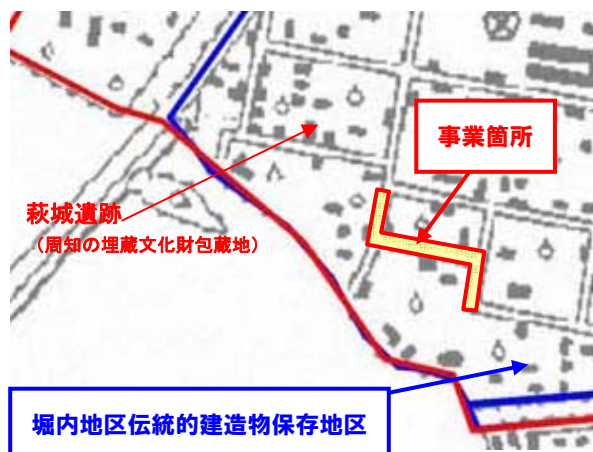 事業箇所
萩城遺跡
（周知の埋蔵文化財包蔵地）
堀内地区伝統的建造物保存地区